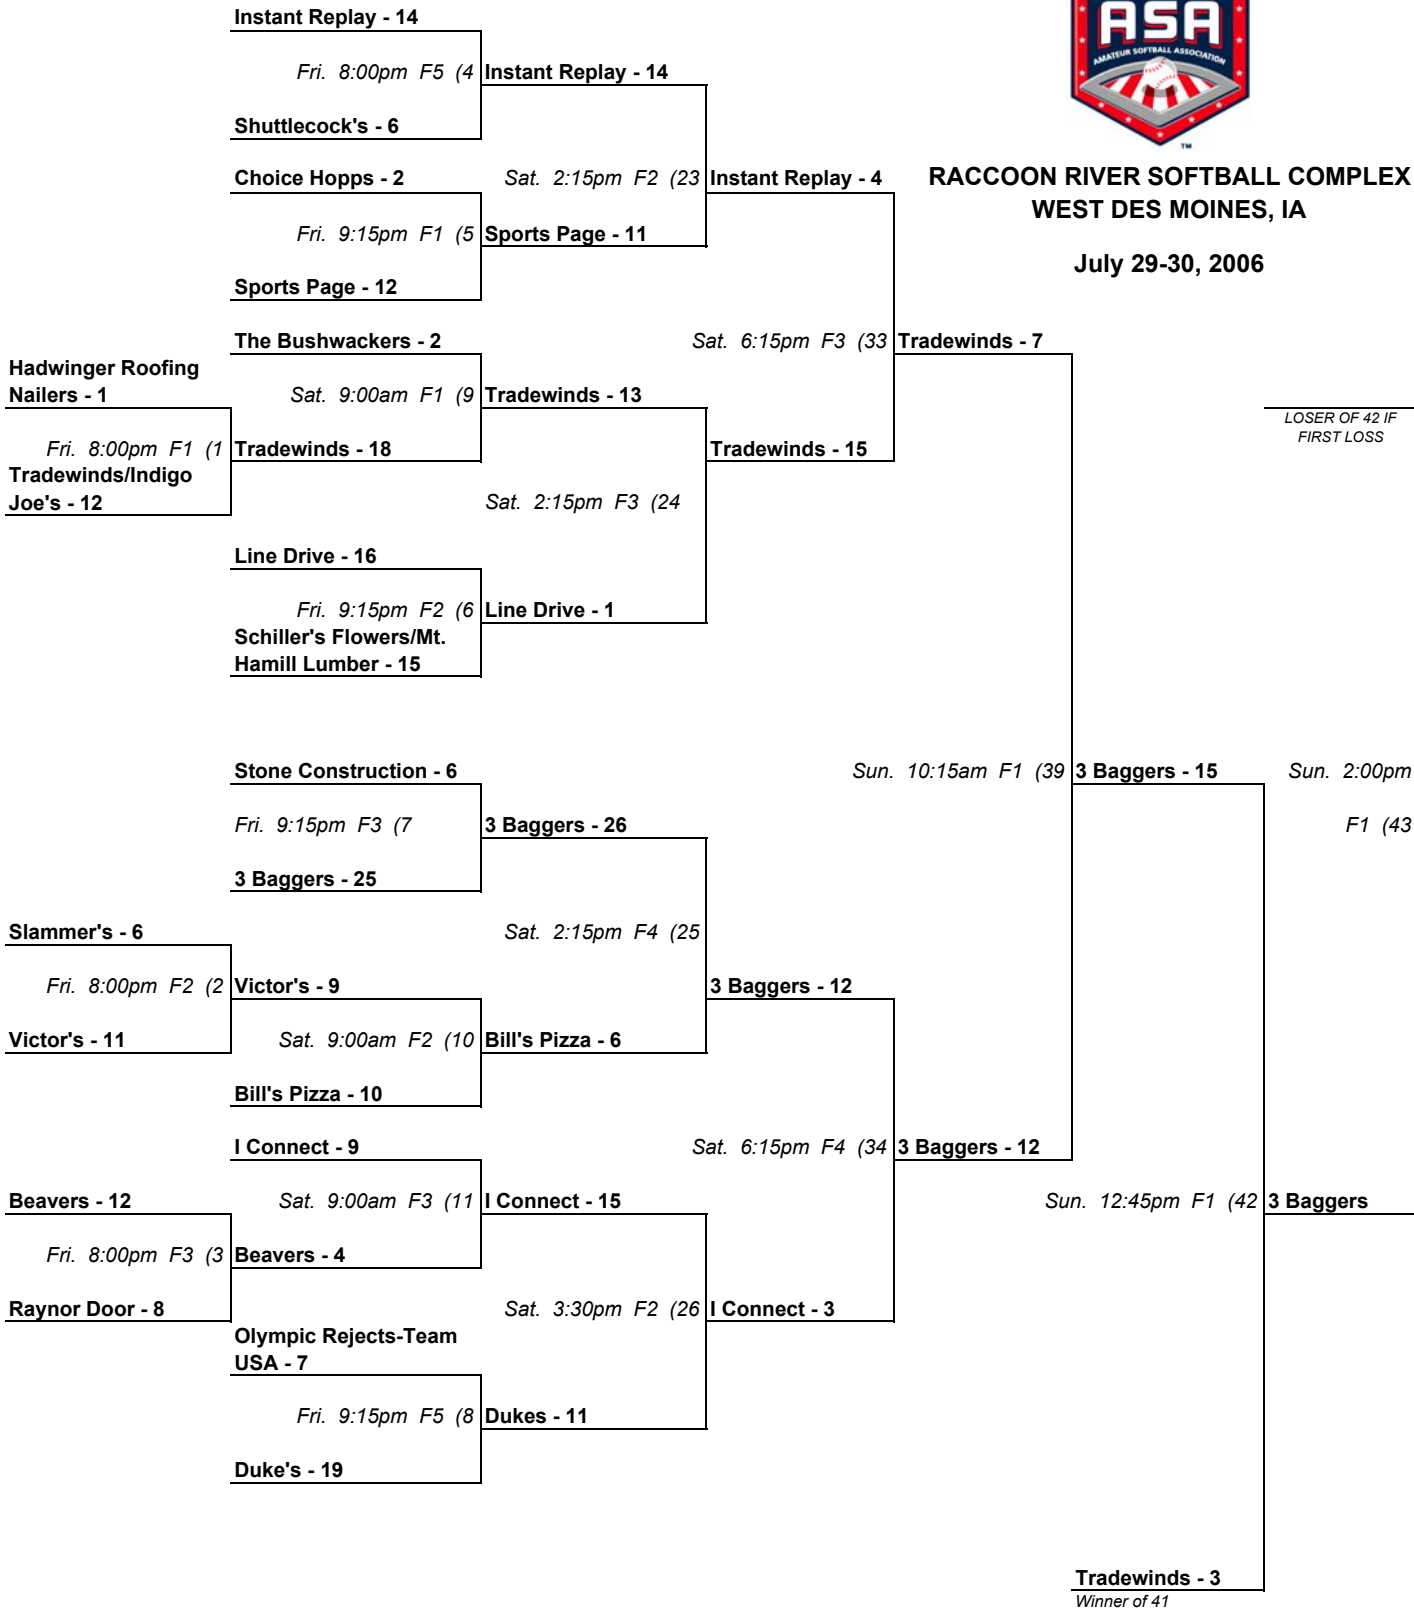 Instant Replay - 14
ASA
AMATEUR SOFTBALL ASSOCIATION
TM
Fri. 8:00pm F5 (4 Instant Replay - 14
Shuttlecock's - 6
Choice Hopps - 2 Sat. 2:15pm F2 (23 Instant Replay - 4
RACCOON RIVER SOFTBALL COMPLEX
WEST DES MOINES, IA
Fri. 9:15pm F1 (5 Sports Page - 11
July 29-30, 2006
Sports Page - 12
The Bushwackers - 2 Sat. 6:15pm F3 (33 Tradewinds - 7
Hadwinger Roofing
Nailers - 1 Sat. 9:00am F1 (9 Tradewinds - 13
LOSER OF 42 IF
FIRST LOSS
Fri. 8:00pm F1 (1 Tradewinds - 18 Tradewinds - 15
Tradewinds/Indigo
Joe's - 12 Sat. 2:15pm F3 (24
Line Drive - 16
Fri. 9:15pm F2 (6 Line Drive - 1
Schiller's Flowers/Mt.
Hamill Lumber - 15
Stone Construction - 6 Sun. 10:15am F1 (39 3 Baggers - 15 Sun. 2:00pm
Fri. 9:15pm F3 (7 3 Baggers - 26 F1 (43
3 Baggers - 25
Slammer's - 6 Sat. 2:15pm F4 (25
Fri. 8:00pm F2 (2 Victor's - 9 3 Baggers - 12
Victor's - 11 Sat. 9:00am F2 (10 Bill's Pizza - 6
Bill's Pizza - 10
I Connect - 9 Sat. 6:15pm F4 (34 3 Baggers - 12
Beavers - 12 Sat. 9:00am F3 (11 I Connect - 15 Sun. 12:45pm F1 (42 3 Baggers
Fri. 8:00pm F3 (3 Beavers - 4
Raynor Door - 8 Sat. 3:30pm F2 (26 I Connect - 3
Olympic Rejects-Team
USA - 7
Fri. 9:15pm F5 (8 Dukes - 11
Duke's - 19
Tradewinds - 3
Winner of 41